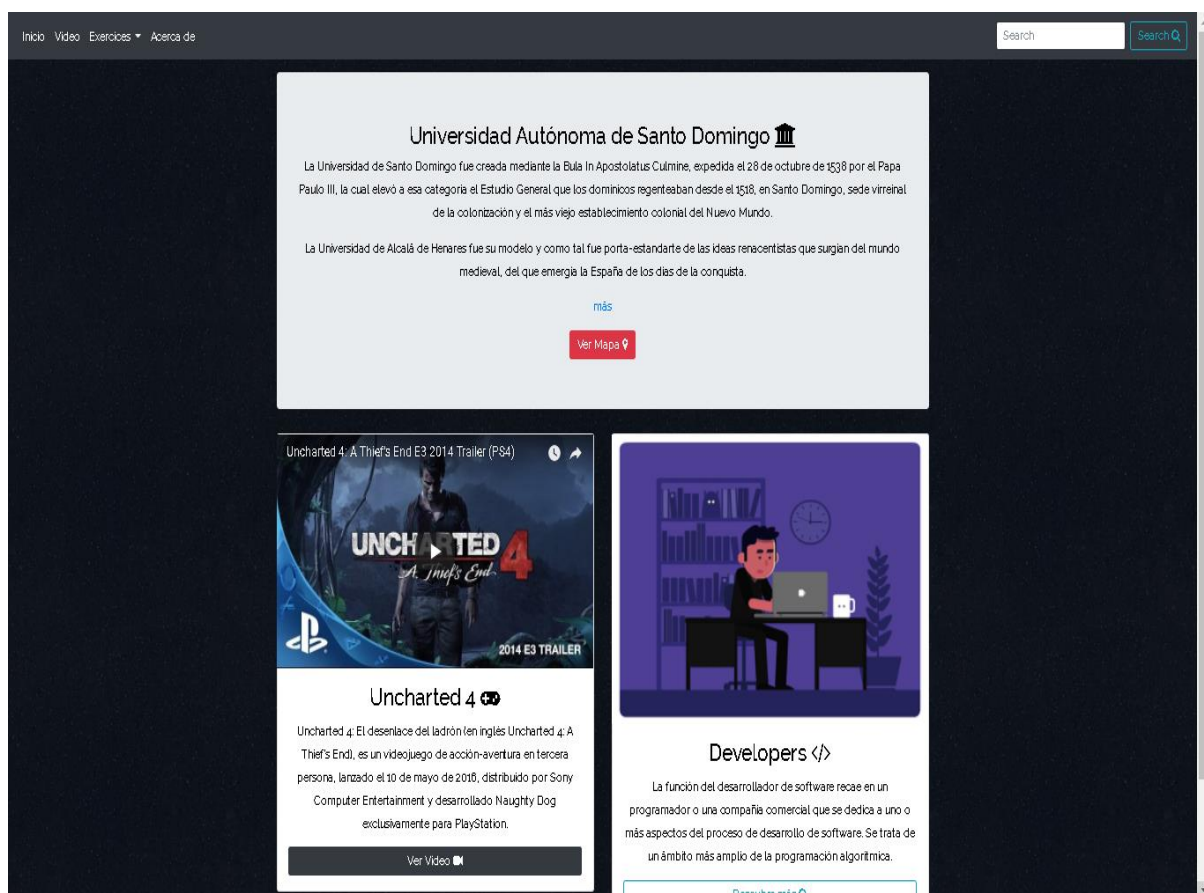 Inicio Video Exercices Acerca de
Search Search
Universidad Autónoma de Santo Domingo
La Universidad de Santo Domingo fue creada mediante la Bula In Apostolatus Culmine, expedida el 28 de octubre de 1538 por el Papa
Paulo III, la cual elevó a esa categoría el Estudio General que los dominicos regenteaban desde el 1518, en Santo Domingo, sede virreinal
de la colonización y el más viejo establecimiento colonial del Nuevo Mundo.
La Universidad de Alcalá de Henares fue su modelo y como tal fue porta-estandarte de las ideas renacentistas que surgían del mundo
medieval, del que emergía la España de los días de la conquista.
más
Ver Mapa
Uncharted 4: A Thief's End E3 2014 Trailer (PS4)
UNCHARTED 4
A Thief's End
2014 E3 TRAILER
Uncharted 4
Uncharted 4: El desenlace del ladrón (en inglés Uncharted 4: A
Thief's End), es un videojuego de acción-aventura en tercera
persona, lanzado el 10 de mayo de 2016, distribuido por Sony
Computer Entertainment y desarrollado Naughty Dog
exclusivamente para PlayStation.
Ver Video
Developers </>
La función del desarrollador de software recae en un
programador o una compañía comercial que se dedica a uno o
más aspectos del proceso de desarrollo de software. Se trata de
un ámbito más amplio de la programación algorítmica.